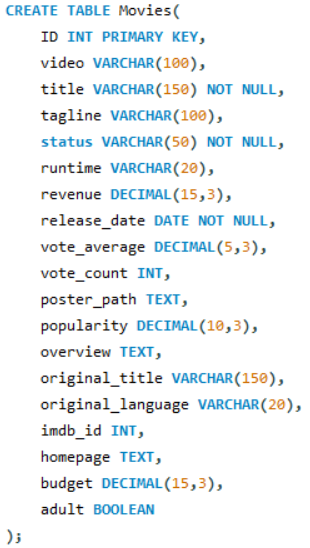 CREATE TABLE Movies(
ID INT PRIMARY KEY,
video VARCHAR(100),
title VARCHAR(150) NOT NULL,
tagline VARCHAR(100),
status VARCHAR(50) NOT NULL,
runtime VARCHAR(20),
revenue DECIMAL(15,3),
release_date DATE NOT NULL,
vote_average DECIMAL(5,3),
vote_count INT,
poster_path TEXT,
popularity DECIMAL(10,3),
overview TEXT,
original_title VARCHAR(150),
original_language VARCHAR(20),
imdb_id INT,
homepage TEXT,
budget DECIMAL(15,3),
adult BOOLEAN
);